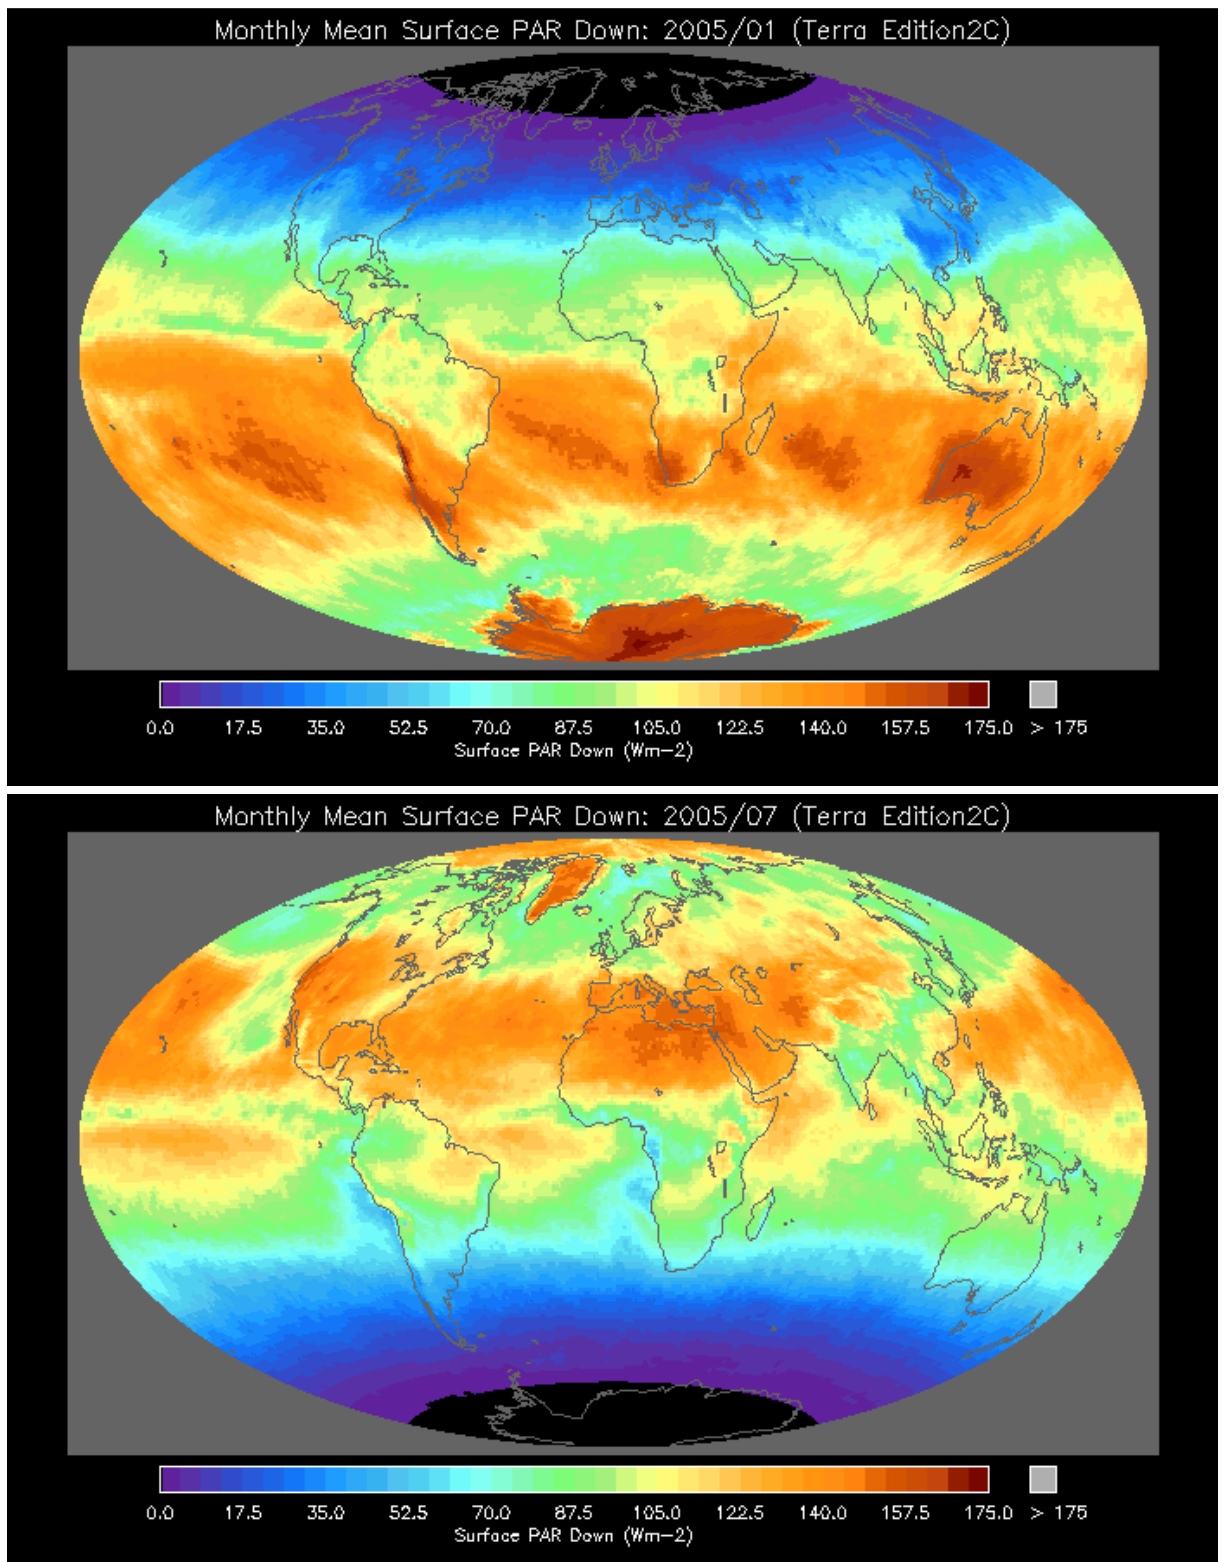 Monthly Mean Surface PAR Down: 2005/01 (Terra Edition2C)
0.0 17.5 35.0 52.5 70.0 87.5 105.0 122.5 140.0 157.5 175.0 > 175
Surface PAR Down (Wm-2)
Monthly Mean Surface PAR Down: 2005/07 (Terra Edition2C)
0.0 17.5 35.0 52.5 70.0 87.5 105.0 122.5 140.0 157.5 175.0 > 175
Surface PAR Down (Wm-2)